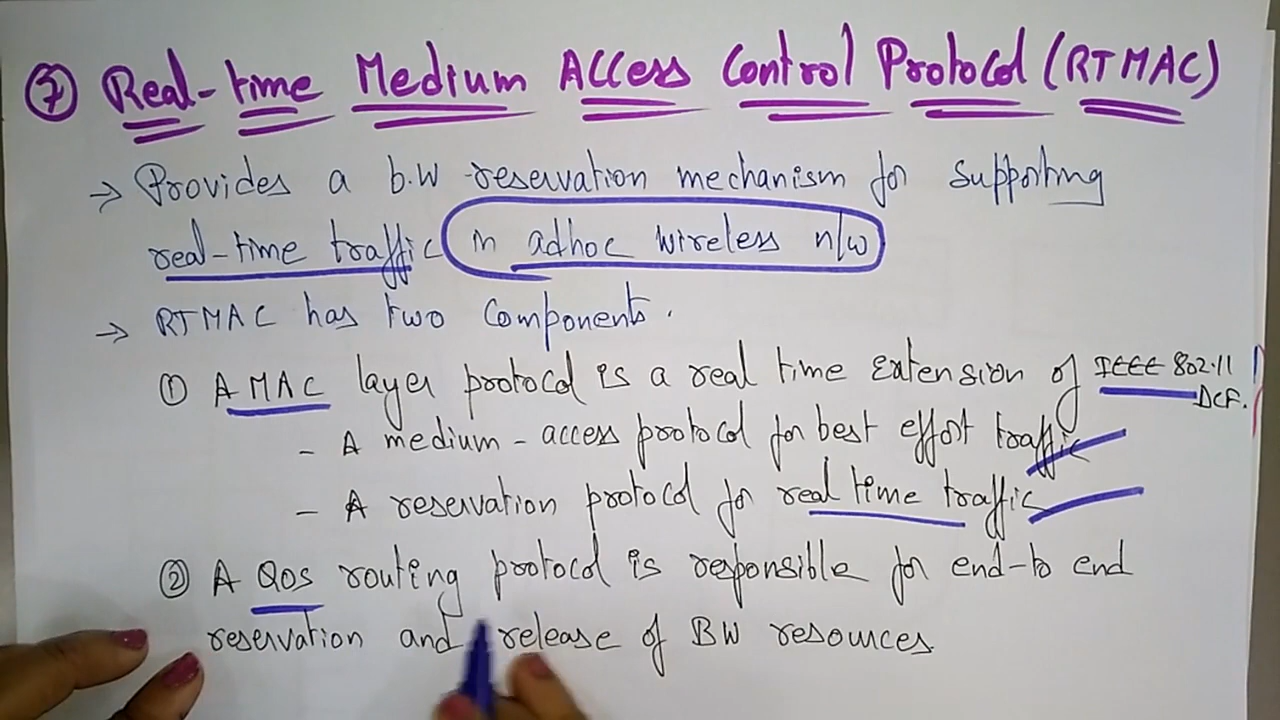 ⑦ Real-time Medium Access Control Protocol (RTMAC)
→ Provides a b.w reservation mechanism for supporting
real-time traffic in adhoc wireless n/w
→ RTMAC has two components.
① A MAC layer protocol is a real time extension of IEEE 802.11
DCF.
- A medium-access protocol for best effort traffic
- A reservation protocol for real time traffic
② A QoS routing protocol is responsible for end-to end
reservation and release of BW resources.